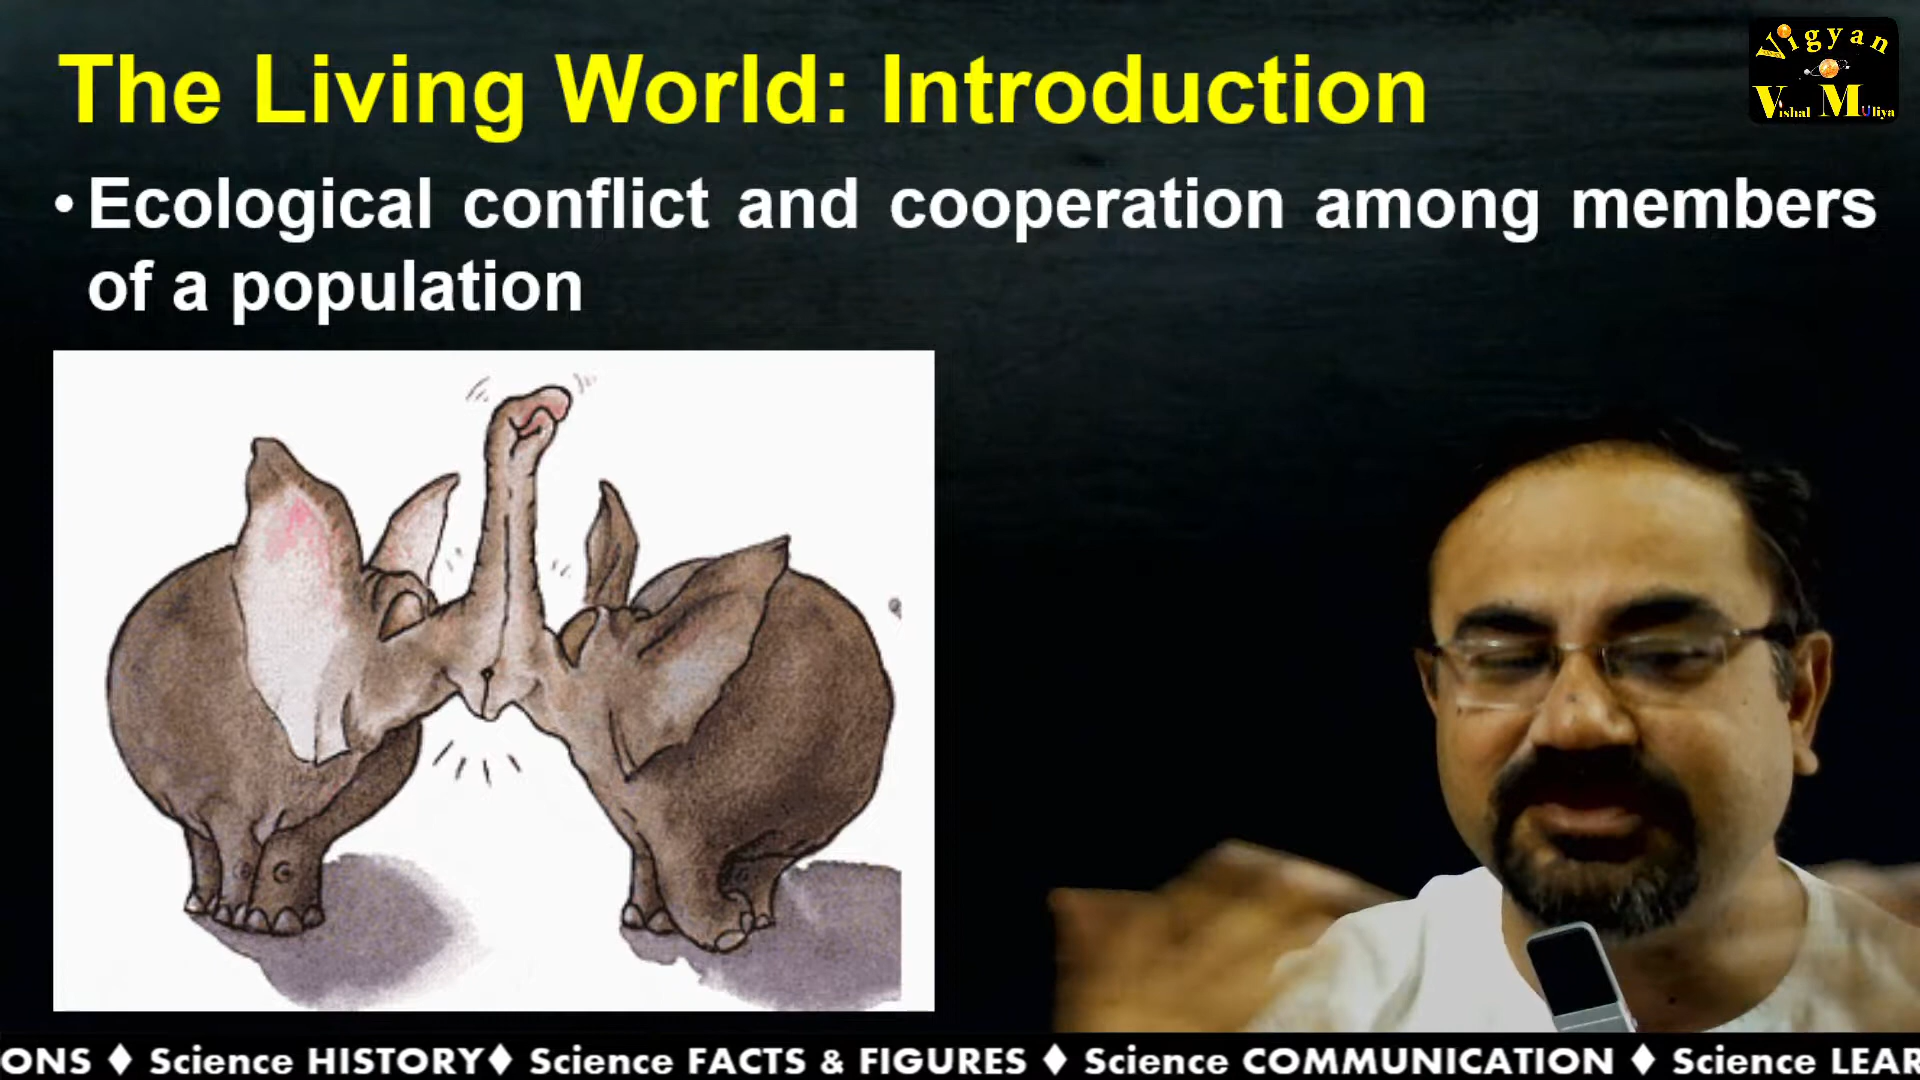 The Living World: Introduction
Vigyan
Vishal Muliya
• Ecological conflict and cooperation among members
of a population
ONS ♦ Science HISTORY♦ Science FACTS & FIGURES ♦ Science COMMUNICATION ♦ Science LEAR